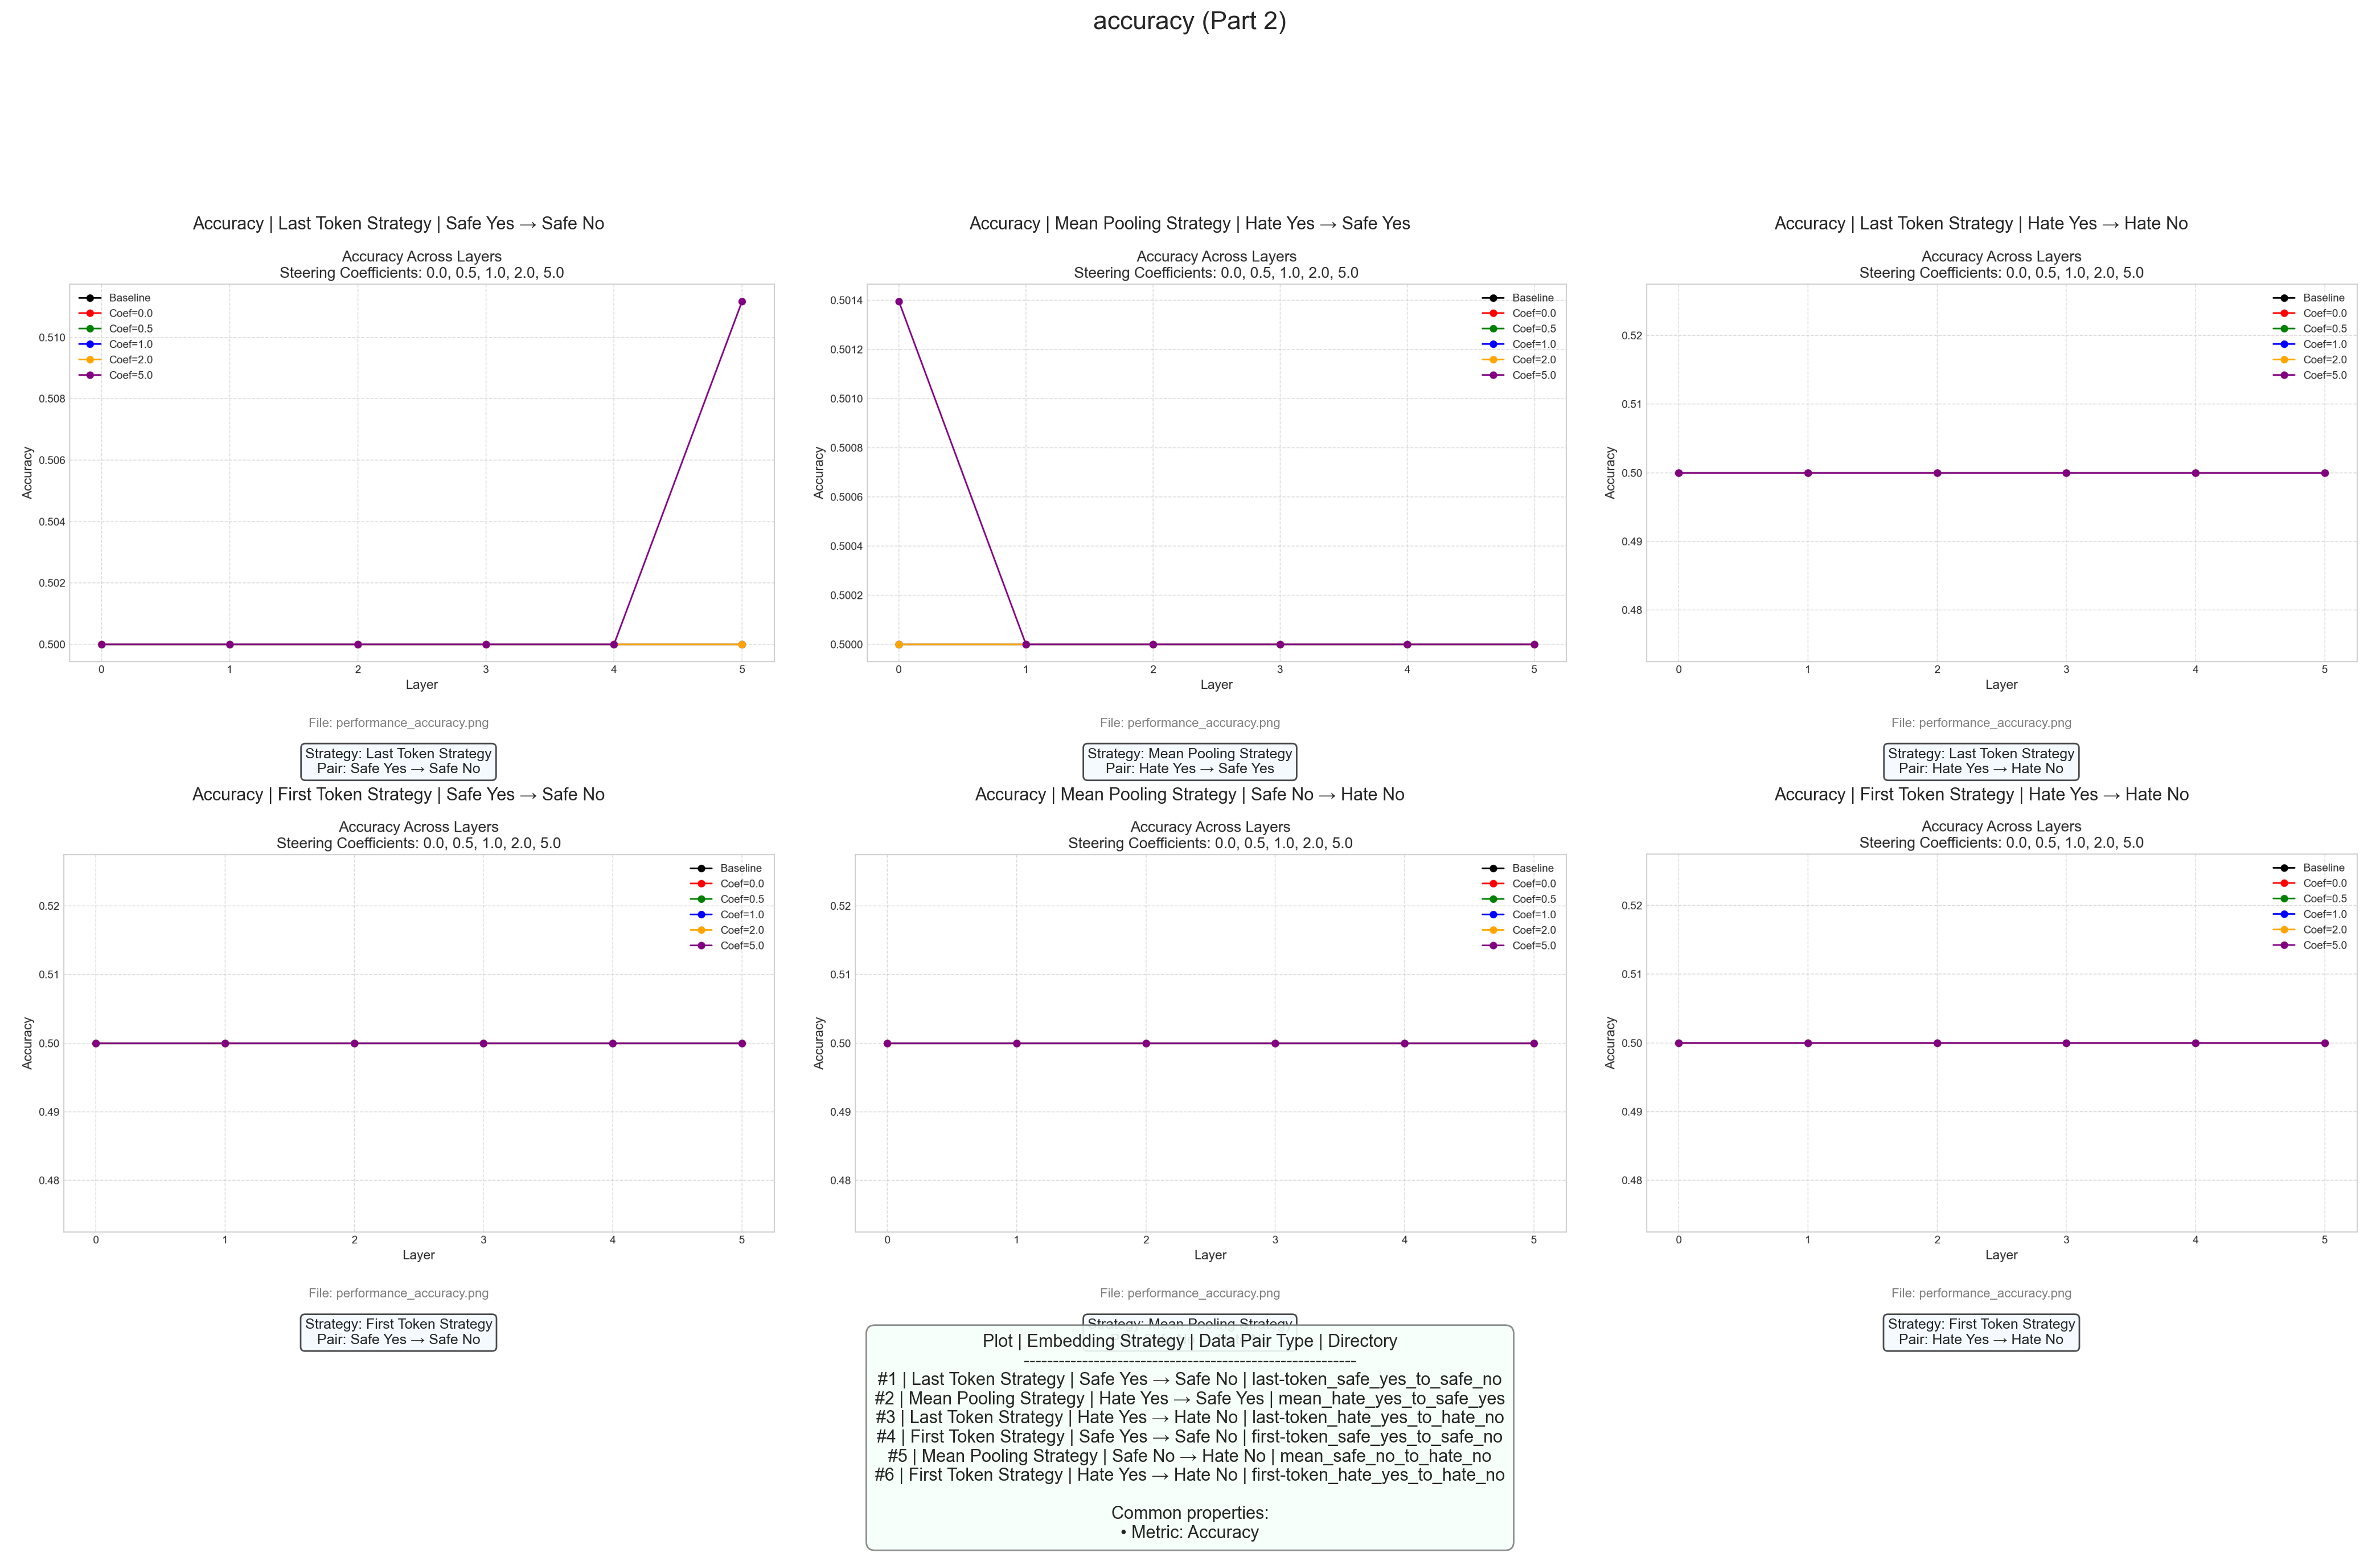 accuracy (Part 2)
Accuracy | Last Token Strategy | Safe Yes → Safe No
Accuracy Across Layers
Steering Coefficients: 0.0, 0.5, 1.0, 2.0, 5.0
Baseline
Coef=0.0
Coef=0.5
Coef=1.0
Coef=2.0
Coef=5.0
0.510
0.508
0.506
0.504
0.502
0.500
Accuracy
0 1 2 3 4 5
Layer
File: performance_accuracy.png
Strategy: Last Token Strategy
Pair: Safe Yes → Safe No
Accuracy | Mean Pooling Strategy | Hate Yes → Safe Yes
Accuracy Across Layers
Steering Coefficients: 0.0, 0.5, 1.0, 2.0, 5.0
Baseline
Coef=0.0
Coef=0.5
Coef=1.0
Coef=2.0
Coef=5.0
0.5014
0.5012
0.5010
0.5008
0.5006
0.5004
0.5002
0.5000
Accuracy
0 1 2 3 4 5
Layer
File: performance_accuracy.png
Strategy: Mean Pooling Strategy
Pair: Hate Yes → Safe Yes
Accuracy | Last Token Strategy | Hate Yes → Hate No
Accuracy Across Layers
Steering Coefficients: 0.0, 0.5, 1.0, 2.0, 5.0
Baseline
Coef=0.0
Coef=0.5
Coef=1.0
Coef=2.0
Coef=5.0
0.52
0.51
0.50
0.49
0.48
Accuracy
0 1 2 3 4 5
Layer
File: performance_accuracy.png
Strategy: Last Token Strategy
Pair: Hate Yes → Hate No
Accuracy | First Token Strategy | Safe Yes → Safe No
Accuracy Across Layers
Steering Coefficients: 0.0, 0.5, 1.0, 2.0, 5.0
Baseline
Coef=0.0
Coef=0.5
Coef=1.0
Coef=2.0
Coef=5.0
0.52
0.51
0.50
0.49
0.48
Accuracy
0 1 2 3 4 5
Layer
File: performance_accuracy.png
Strategy: First Token Strategy
Pair: Safe Yes → Safe No
Accuracy | Mean Pooling Strategy | Safe No → Hate No
Accuracy Across Layers
Steering Coefficients: 0.0, 0.5, 1.0, 2.0, 5.0
Baseline
Coef=0.0
Coef=0.5
Coef=1.0
Coef=2.0
Coef=5.0
0.52
0.51
0.50
0.49
0.48
Accuracy
0 1 2 3 4 5
Layer
File: performance_accuracy.png
Strategy: Mean Pooling Strategy
Accuracy | First Token Strategy | Hate Yes → Hate No
Accuracy Across Layers
Steering Coefficients: 0.0, 0.5, 1.0, 2.0, 5.0
Baseline
Coef=0.0
Coef=0.5
Coef=1.0
Coef=2.0
Coef=5.0
0.52
0.51
0.50
0.49
0.48
Accuracy
0 1 2 3 4 5
Layer
File: performance_accuracy.png
Strategy: First Token Strategy
Pair: Hate Yes → Hate No
Plot | Embedding Strategy | Data Pair Type | Directory
---------------------------------------------------------
#1 | Last Token Strategy | Safe Yes → Safe No | last-token_safe_yes_to_safe_no
#2 | Mean Pooling Strategy | Hate Yes → Safe Yes | mean_hate_yes_to_safe_yes
#3 | Last Token Strategy | Hate Yes → Hate No | last-token_hate_yes_to_hate_no
#4 | First Token Strategy | Safe Yes → Safe No | first-token_safe_yes_to_safe_no
#5 | Mean Pooling Strategy | Safe No → Hate No | mean_safe_no_to_hate_no
#6 | First Token Strategy | Hate Yes → Hate No | first-token_hate_yes_to_hate_no
Common properties:
• Metric: Accuracy